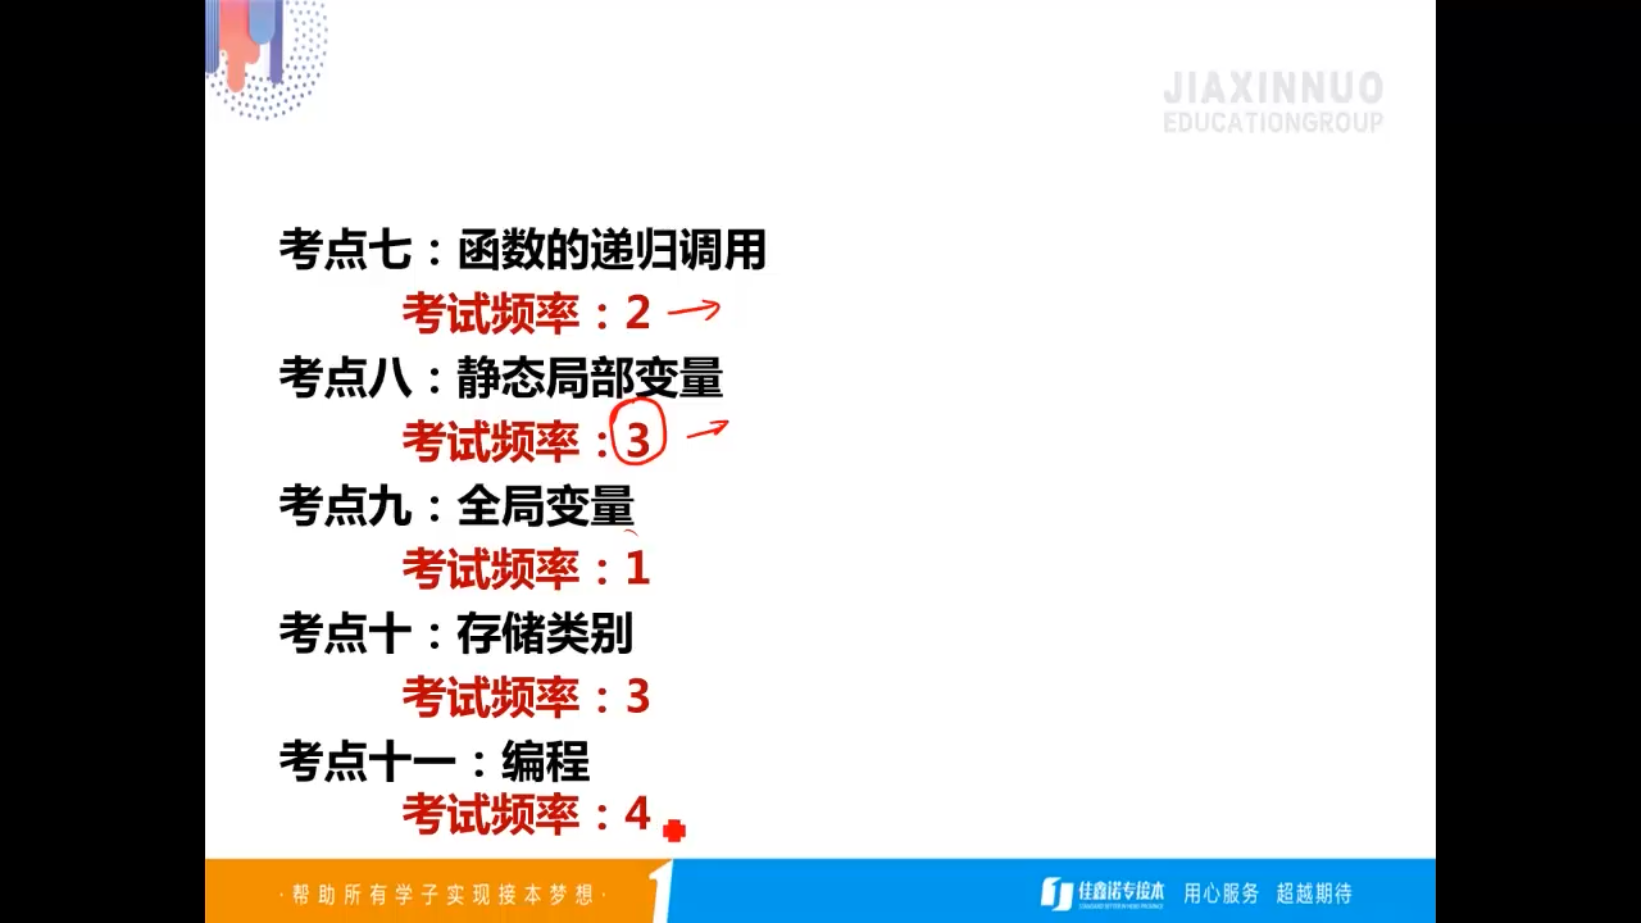 JIAXINNUO
EDUCATIONGROUP
考点七：函数的递归调用
考试频率：2
考点八：静态局部变量
考试频率：3
考点九：全局变量
考试频率：1
考点十：存储类别
考试频率：3
考点十一：编程
考试频率：4
·帮助所有学子实现接本梦想·
佳鑫诺专接本
用心服务 超越期待